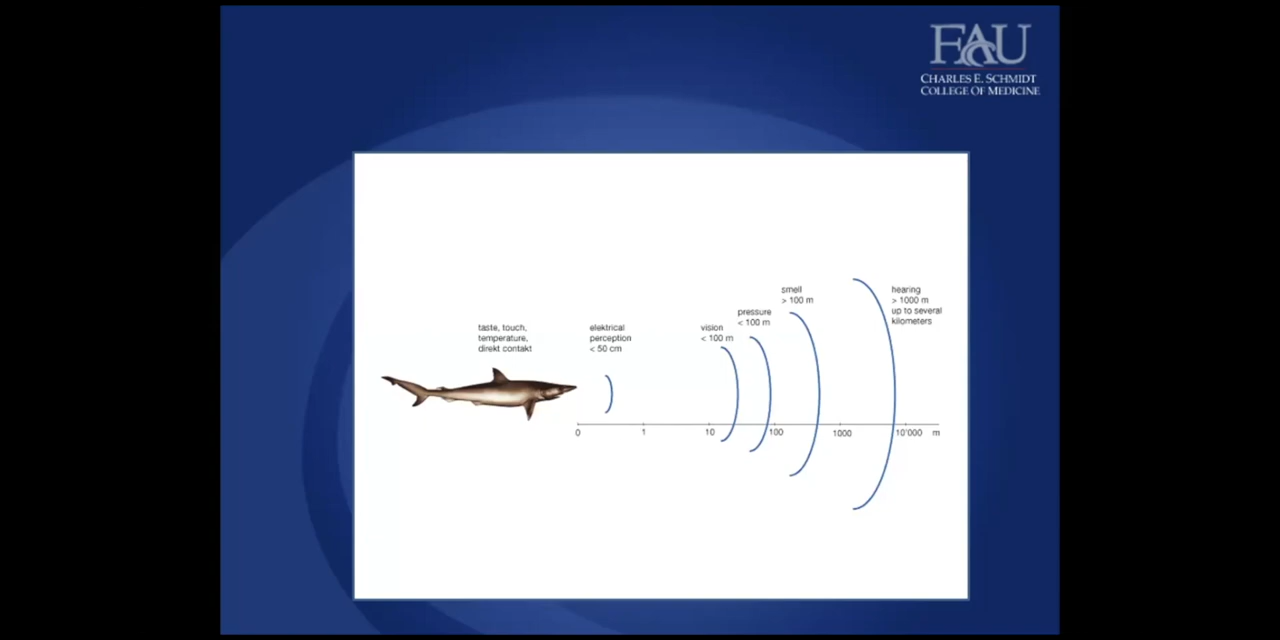 FAU
CHARLES E. SCHMIDT
COLLEGE OF MEDICINE
smell
> 100 m
hearing
> 1000 m
up to several
kilometers
pressure
< 100 m
vision
< 100 m
taste, touch,
temperature,
direkt contakt
elektrical
perception
< 50 cm
0 1 10 100 1000 10'000 m